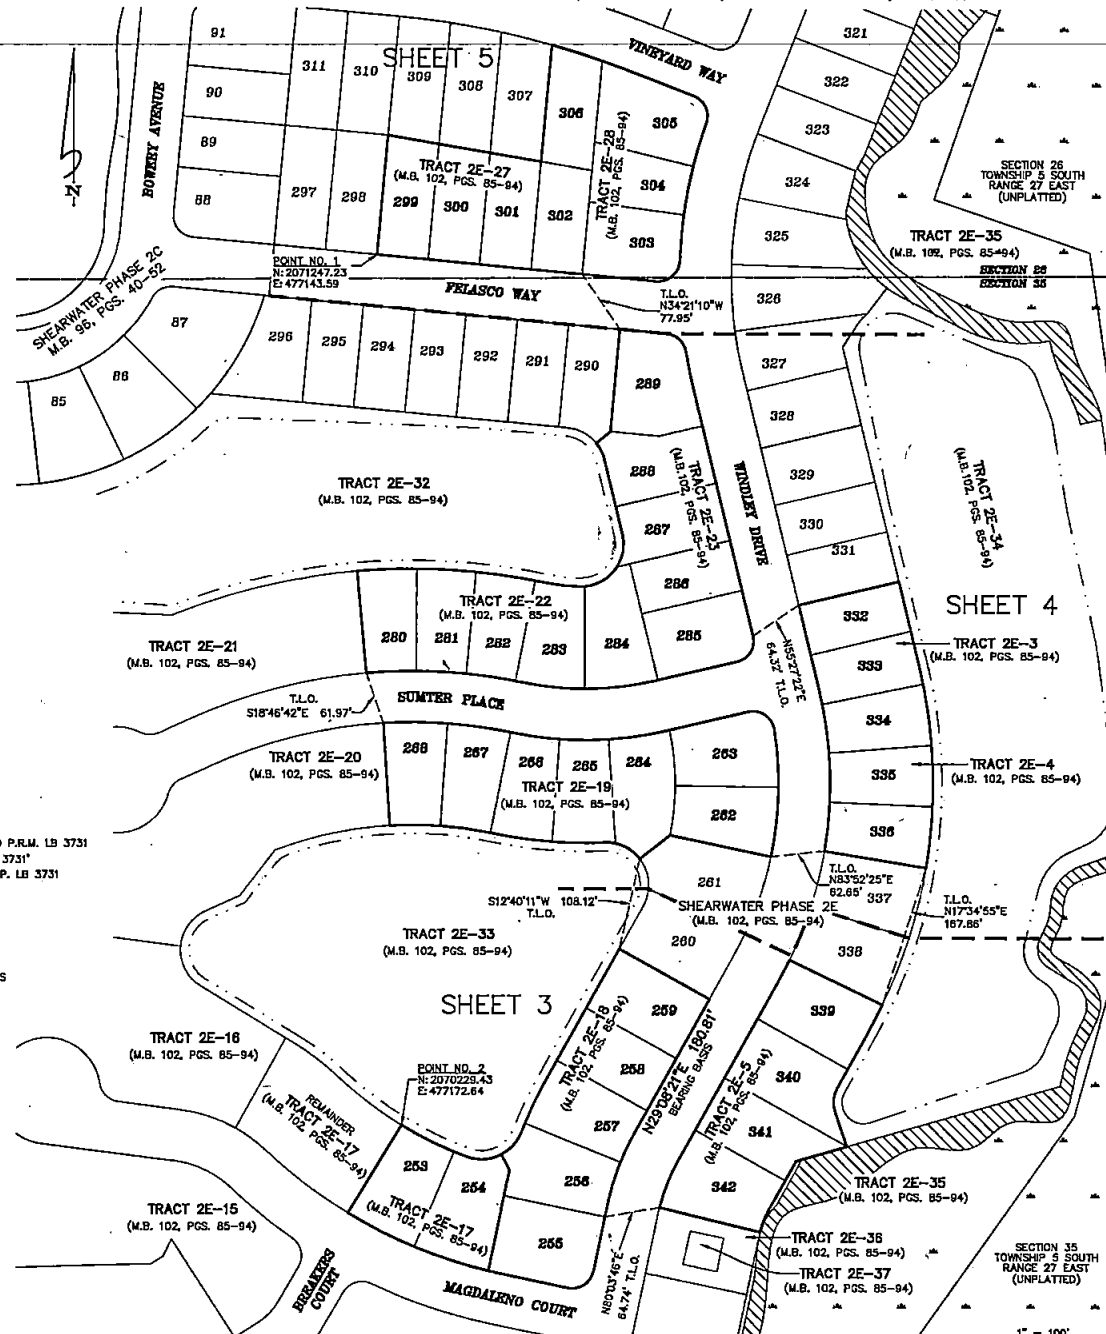 SHEET 5
VINEYARD WAY
BOWERY AVENUE
N
91
90
89
88
311
310
309
308
307
306
305
304
303
297
298
299
300
301
302
TRACT 2E-27
(M.B. 102, PGS. 85-94)
TRACT 2E-28
(M.B. 102, PGS. 85-94)
321
322
323
324
325
326
327
328
329
330
331
SECTION 26
TOWNSHIP 5 SOUTH
RANGE 27 EAST
(UNPLATTED)
TRACT 2E-35
(M.B. 102, PGS. 85-94)
SECTION 26
SECTION 35
POINT NO. 1
N: 2071247.23
E: 477143.59
FELASCO WAY
T.L.O.
N34°21'10"W
77.95'
SHEARWATER PHASE 2C
M.B. 96, PGS. 40-52
87
86
85
296
295
294
293
292
291
290
289
288
287
286
285
TRACT 2E-23
(M.B. 102, PGS. 85-94)
WINDLEY DRIVE
TRACT 2E-32
(M.B. 102, PGS. 85-94)
TRACT 2E-34
(M.B. 102, PGS. 85-94)
SHEET 4
TRACT 2E-22
(M.B. 102, PGS. 85-94)
280
281
282
283
284
TRACT 2E-21
(M.B. 102, PGS. 85-94)
N55°27'22"E
64.32' T.L.O.
332
333
334
335
336
TRACT 2E-3
(M.B. 102, PGS. 85-94)
TRACT 2E-4
(M.B. 102, PGS. 85-94)
T.L.O.
S18°46'42"E 61.97'
SUMTER PLACE
TRACT 2E-20
(M.B. 102, PGS. 85-94)
268
267
266
265
264
263
262
TRACT 2E-19
(M.B. 102, PGS. 85-94)
P.R.M. LB 3731
3731"
P. LB 3731
S
T.L.O.
N83°52'25"E
62.65'
261
260
SHEARWATER PHASE 2E
(M.B. 102, PGS. 85-94)
S12°40'11"W 108.12'
T.L.O.
337
338
T.L.O.
N17°34'55"E
167.86'
TRACT 2E-33
(M.B. 102, PGS. 85-94)
SHEET 3
259
258
257
256
255
TRACT 2E-18
(M.B. 102, PGS. 85-94)
N29°08'21"E 180.81'
BEARING BASIS
339
340
341
342
TRACT 2E-5
(M.B. 102, PGS. 85-94)
TRACT 2E-16
(M.B. 102, PGS. 85-94)
POINT NO. 2
N: 2070229.43
E: 477172.64
REMAINDER
TRACT 2E-17
(M.B. 102, PGS. 85-94)
253
254
TRACT 2E-17
(M.B. 102, PGS. 85-94)
TRACT 2E-15
(M.B. 102, PGS. 85-94)
BREAKERS
COURT
MAGDALENO COURT
N80°03'46"E
64.74' T.L.O.
TRACT 2E-35
(M.B. 102, PGS. 85-94)
TRACT 2E-36
(M.B. 102, PGS. 85-94)
TRACT 2E-37
(M.B. 102, PGS. 85-94)
SECTION 35
TOWNSHIP 5 SOUTH
RANGE 27 EAST
(UNPLATTED)
1" = 100'